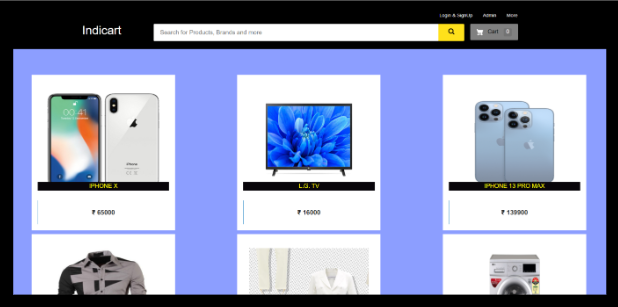 Login & SignUp Admin More
Indicart
Search for Products, Brands and more
Cart 0
IPHONE X
L.G. TV
IPHONE 13 PRO MAX
₹ 65000
₹ 16000
₹ 139900